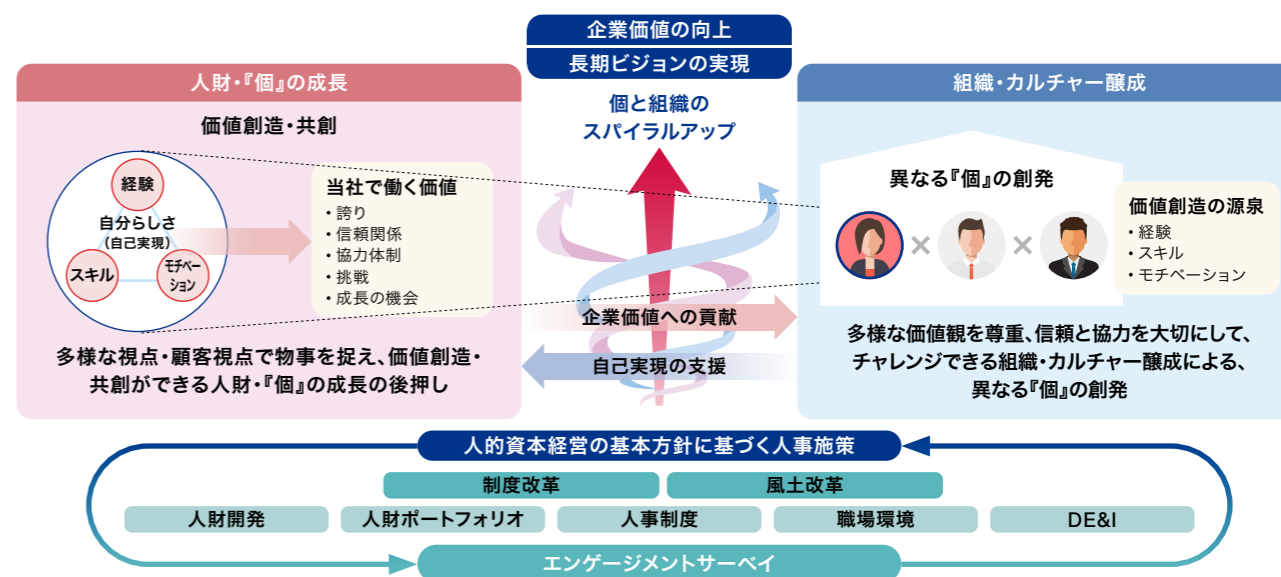 企業価値の向上
長期ビジョンの実現
個と組織の
スパイラルアップ
人財・『個』の成長
価値創造・共創
経験
自分らしさ
(自己実現)
スキル
モチベー
ション
当社で働く価値
・誇り
・信頼関係
・協力体制
・挑戦
・成長の機会
多様な視点・顧客視点で物事を捉え、価値創造・
共創ができる人財・『個』の成長の後押し
企業価値への貢献
自己実現の支援
組織・カルチャー醸成
異なる『個』の創発
×
×
価値創造の源泉
・経験
・スキル
・モチベーション
多様な価値観を尊重、信頼と協力を大切にして、
チャレンジできる組織・カルチャー醸成による、
異なる『個』の創発
人的資本経営の基本方針に基づく人事施策
制度改革
風土改革
人財開発
人財ポートフォリオ
人事制度
職場環境
DE&I
エンゲージメントサーベイ